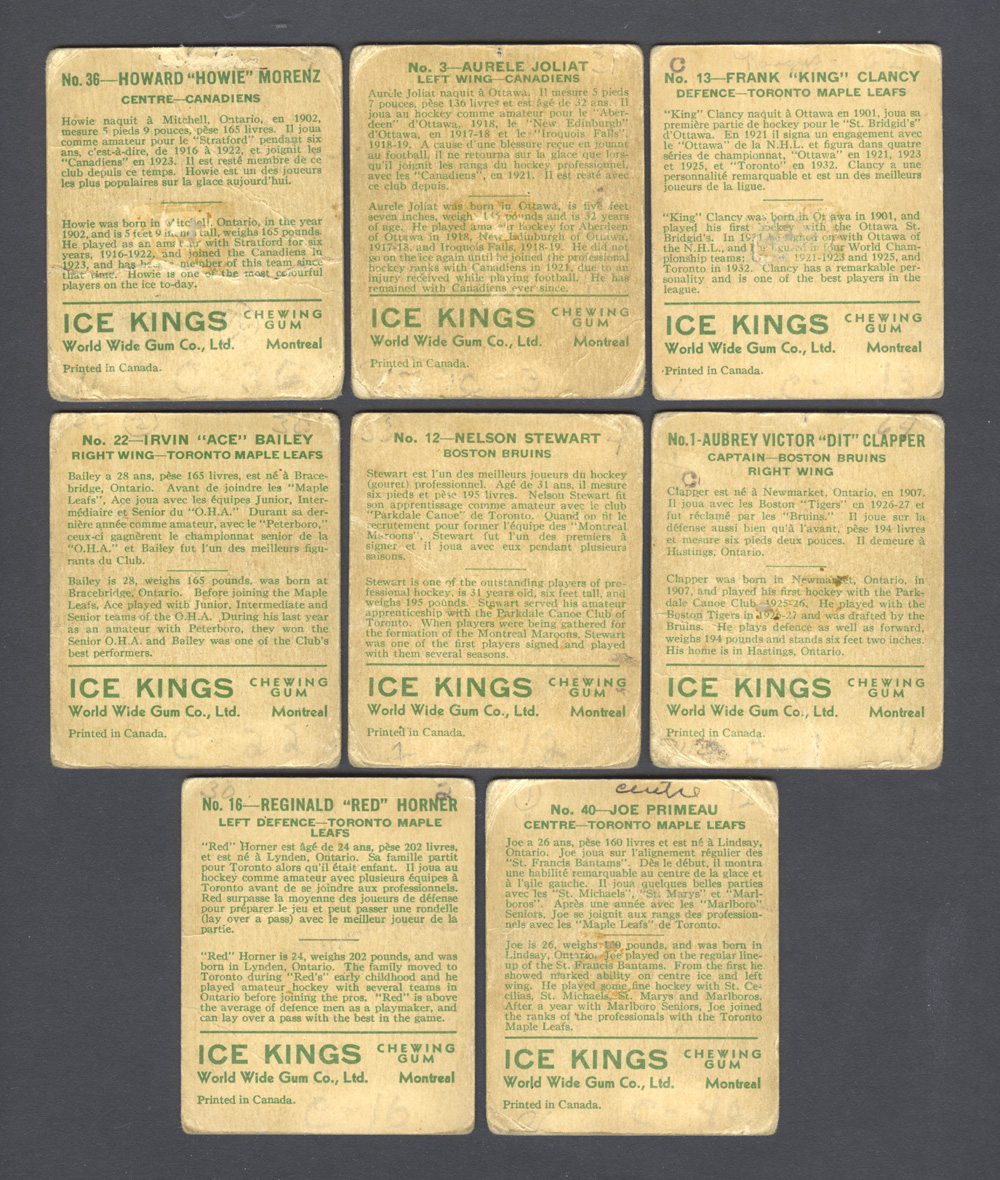 No. 36—HOWARD "HOWIE" MORENZ
CENTRE—CANADIENS
Howie naquit à Mitchell, Ontario, en 1902,
mesure 5 pieds 9 pouces, pèse 165 livres. Il joua
comme amateur pour le "Stratford" pendant six
ans, c'est-à-dire, de 1916 à 1922, et joignit les
"Canadiens" en 1923. Il est resté membre de ce
club depuis ce temps. Howie est un des joueurs
les plus populaires sur la glace aujourd'hui.
Howie was born in Mitchell, Ontario, in the year
1902, and is 5 feet 9 tall, weighs 165 pounds.
He played as an amateur with Stratford for six
years, 1916-1922, and joined the Canadiens in
1923, and has member of this team since
that time. Howie is one of the most colourful
players on the ice to-day.
ICE KINGS CHEWING
GUM
World Wide Gum Co., Ltd. Montreal
Printed in Canada.
C-36
No. 3—AURELE JOLIAT
LEFT WING—CANADIENS
Aurèle Joliat naquit à Ottawa. Il mesure 5 pieds
7 pouces, pèse 136 livres et est âgé de 32 ans. Il
joua au hockey comme amateur pour le "Aber-
deen" d'Ottawa, 1918, le "New Edinburgh"
d'Ottawa, en 1917-18 et le "Iroquois Falls",
1918-19. A cause d'une blessure reçue en jouant
au football, il ne retourna sur la glace que lors-
qu'il joignit les rangs du hockey professionnel,
avec les "Canadiens", en 1921. Il est resté avec
ce club depuis.
Aurele Joliat was born in Ottawa, is five feet
seven inches, weighs pounds and is 32 years
of age. He played amateur hockey for Aberdeen
of Ottawa in 1918, New Edinburgh of Ottawa,
1917-18, and Iroquois Falls, 1918-19. He did not
go on the ice again until he joined the professional
hockey ranks with Canadiens in 1921, due to an
injury received while playing football. He has
remained with Canadiens ever since.
ICE KINGS CHEWING
GUM
World Wide Gum Co., Ltd. Montreal
Printed in Canada.
C
No. 13—FRANK "KING" CLANCY
DEFENCE—TORONTO MAPLE LEAFS
"King" Clancy naquit à Ottawa en 1901, joua sa
première partie de hockey pour le "St. Bridgid's"
d'Ottawa. En 1921 il signa un engagement avec
le "Ottawa" de la N.H.L. et figura dans quatre
séries de championnat, "Ottawa" en 1921, 1923
et 1925, et "Toronto" en 1932. Clancy a une
personnalité remarquable et est un des meilleurs
joueurs de la ligue.
"King" Clancy was born in Ottawa in 1901, and
played his first hockey with the Ottawa St.
Bridgid's. In 1921 on with Ottawa of
the N.H.L., and four World Cham-
pionship teams; 1921-1923 and 1925, and
Toronto in 1932. Clancy has a remarkable per-
sonality and is one of the best players in the
league.
ICE KINGS CHEWING
GUM
World Wide Gum Co., Ltd. Montreal
Printed in Canada.
No. 22—IRVIN "ACE" BAILEY
RIGHT WING—TORONTO MAPLE LEAFS
Bailey a 28 ans, pèse 165 livres, est né à Brace-
bridge, Ontario. Avant de joindre les "Maple
Leafs", Ace joua avec les équipes Junior, Inter-
médiaire et Senior du "O.H.A." Durant sa der-
nière année comme amateur, avec le "Peterboro,"
ceux-ci gagnèrent le championnat senior de la
"O.H.A." et Bailey fut l'un des meilleurs figu-
rants du Club.
Bailey is 28, weighs 165 pounds, was born at
Bracebridge, Ontario. Before joining the Maple
Leafs, Ace played with Junior, Intermediate and
Senior teams of the O.H.A. During his last year
as an amateur with Peterboro, they won the
Senior O.H.A. and Bailey was one of the Club's
best performers.
ICE KINGS CHEWING
GUM
World Wide Gum Co., Ltd. Montreal
Printed in Canada.
C-22
No. 12—NELSON STEWART
BOSTON BRUINS
Stewart est l'un des meilleurs joueurs du hockey
(gouret) professionnel. Agé de 31 ans, il mesure
six pieds et pèse 195 livres. Nelson Stewart fit
son apprentissage comme amateur avec le club
"Parkdale Canoe" de Toronto. Quand on fit le
recrutement pour former l'équipe des "Montreal
Maroons", Stewart fut l'un des premiers à
signer et il joua avec eux pendant plusieurs
saisons.
Stewart is one of the outstanding players of pro-
fessional hockey, is 31 years old, six feet tall, and
weighs 195 pounds. Stewart served his amateur
apprenticeship with the Parkdale Canoe Club of
Toronto. When players were being gathered for
the formation of the Montreal Maroons, Stewart
was one of the first players signed and played
with them several seasons.
ICE KINGS CHEWING
GUM
World Wide Gum Co., Ltd. Montreal
Printed in Canada.
No.1-AUBREY VICTOR "DIT" CLAPPER
CAPTAIN—BOSTON BRUINS
RIGHT WING
C
Clapper est né à Newmarket, Ontario, en 1907.
Il joua avec les Boston "Tigers" en 1926-27 et
fut réclamé par les "Bruins." Il joue sur la
défense aussi bien qu'à l'avant, pèse 194 livres
et mesure six pieds deux pouces. Il demeure à
Hastings, Ontario.
Clapper was born in Newmarket, Ontario, in
1907, and played his first hockey with the Park-
dale Canoe Club 1925-26. He played with the
Boston Tigers in 1926-27 and was drafted by the
Bruins. He plays defence as well as forward,
weighs 194 pounds and stands six feet two inches.
His home is in Hastings, Ontario.
ICE KINGS CHEWING
GUM
World Wide Gum Co., Ltd. Montreal
Printed in Canada.
No. 16—REGINALD "RED" HORNER
LEFT DEFENCE—TORONTO MAPLE
LEAFS
"Red" Horner est âgé de 24 ans, pèse 202 livres,
et est né à Lynden, Ontario. Sa famille partit
pour Toronto alors qu'il était enfant. Il joua au
hockey comme amateur avec plusieurs équipes à
Toronto avant de se joindre aux professionals.
Red surpasse la moyenne des joueurs de défense
pour préparer le jeu et peut passer une rondelle
(lay over a pass) avec le meilleur joueur de la
partie.
"Red" Horner is 24, weighs 202 pounds, and was
born in Lynden, Ontario. The family moved to
Toronto during "Red's" early childhood and he
played amateur hockey with several teams in
Ontario before joining the pros. "Red" is above
the average of defence men as a playmaker, and
can lay over a pass with the best in the game.
ICE KINGS CHEWING
GUM
World Wide Gum Co., Ltd. Montreal
Printed in Canada.
C-16
centre
No. 40—JOE PRIMEAU
CENTRE—TORONTO MAPLE LEAFS
Joe a 26 ans, pèse 160 livres et est né à Lindsay,
Ontario. Joe joua sur l'alignement régulier des
"St. Francis Bantams". Dès le début, il montra
une habilité remarquable au centre de la glace et
à l'aile gauche. Il joua quelques belles parties
avec les "St. Michaels", "St. Marys" et "Marl-
boros". Après une année avec les "Marlboro"
Seniors, Joe se joignit aux rangs des profession-
nels avec les "Maple Leafs" de Toronto.
Joe is 26, weighs pounds, and was born in
Lindsay, Ontario. Joe played on the regular line-
up of the St. Francis Bantams. From the first he
showed marked ability on centre ice and left
wing. He played some fine hockey with St. Ce-
cilias, St. Michaels, St. Marys and Marlboros.
After a year with Marlboro Seniors, Joe joined
the ranks of the professionals with the Toronto
Maple Leafs.
ICE KINGS CHEWING
GUM
World Wide Gum Co., Ltd. Montreal
Printed in Canada.